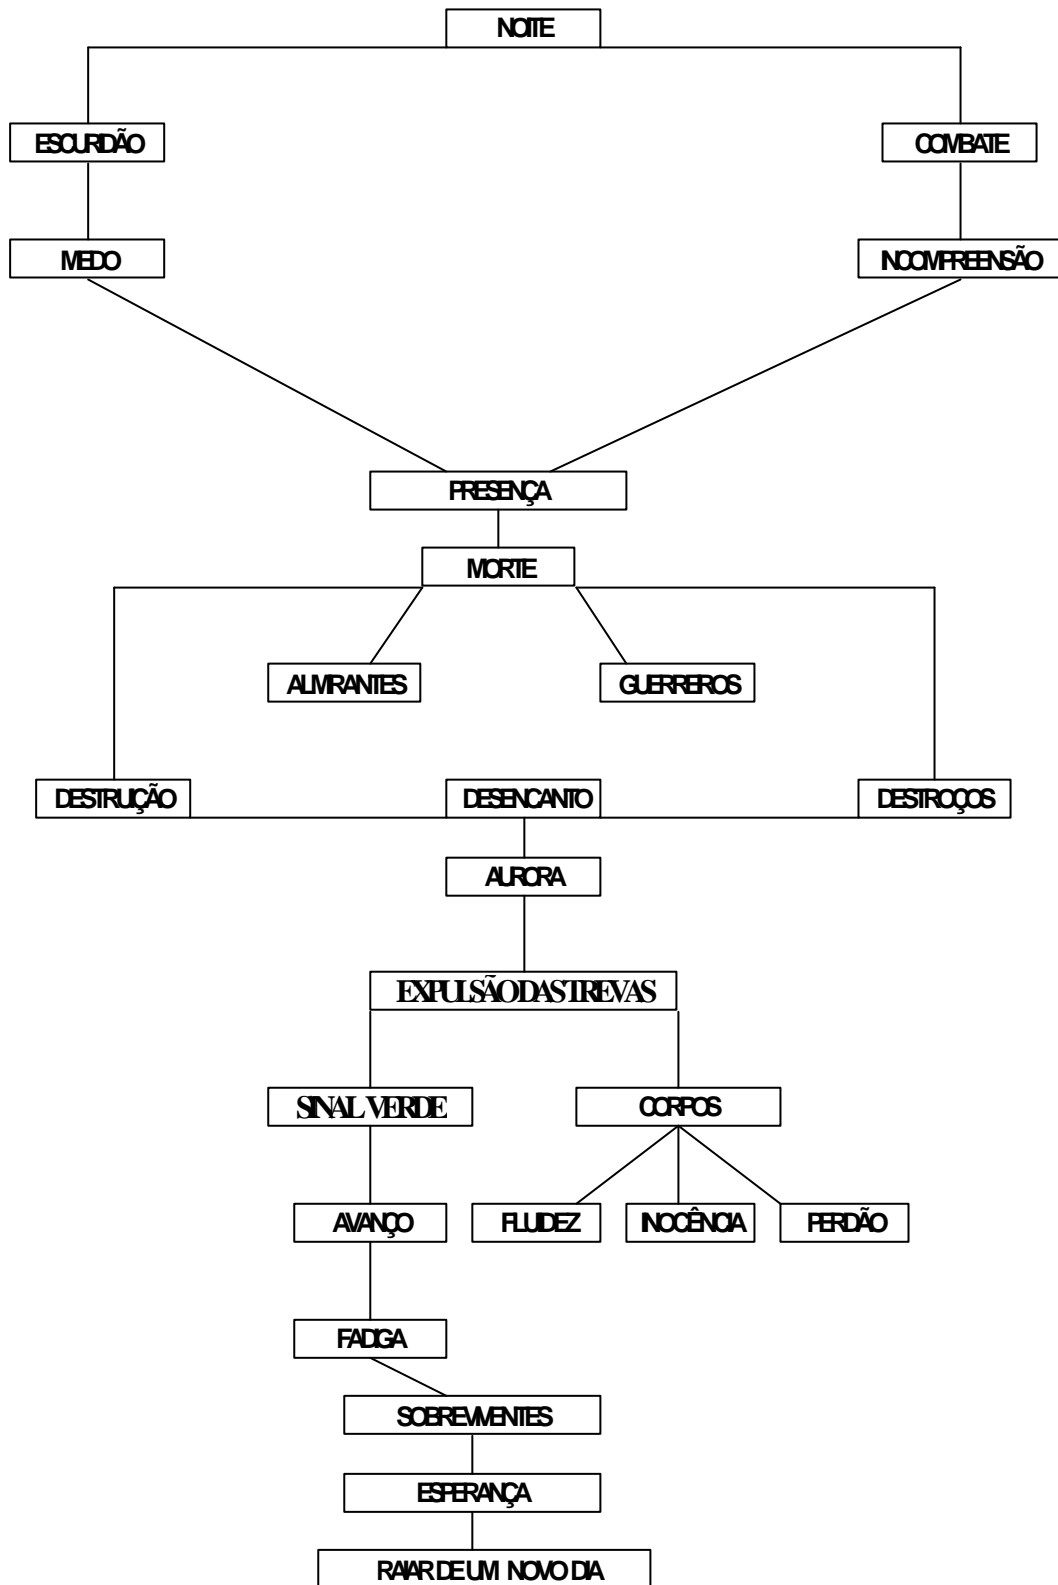 NOITE
ESCURIDÃO
COMBATE
MEDO
INCOMPREENSÃO
PRESENÇA
MORTE
ALMIRANTES
GUERREIROS
DESTRUIÇÃO
DESENCANTO
DESTROÇOS
AURORA
EXPULSÃO DAS TREVAS
SINAL VERDE
CORPOS
AVANÇO
FLUIDEZ
INOCÊNCIA
PERDÃO
FADIGA
SOBREVIVENTES
ESPERANÇA
RAIAR DE UM NOVO DIA